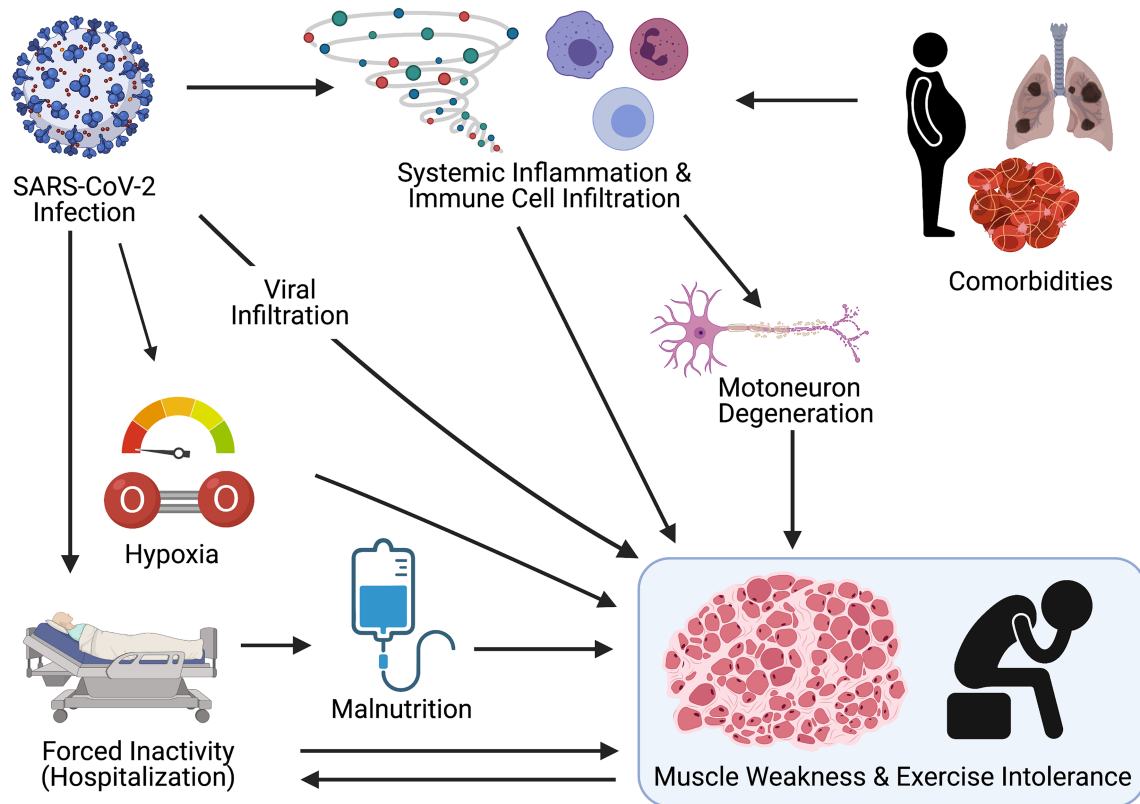 SARS-CoV-2
Infection
Systemic Inflammation &
Immune Cell Infiltration
Comorbidities
Viral
Infiltration
Motoneuron
Degeneration
O O
Hypoxia
Malnutrition
Forced Inactivity
(Hospitalization)
Muscle Weakness & Exercise Intolerance